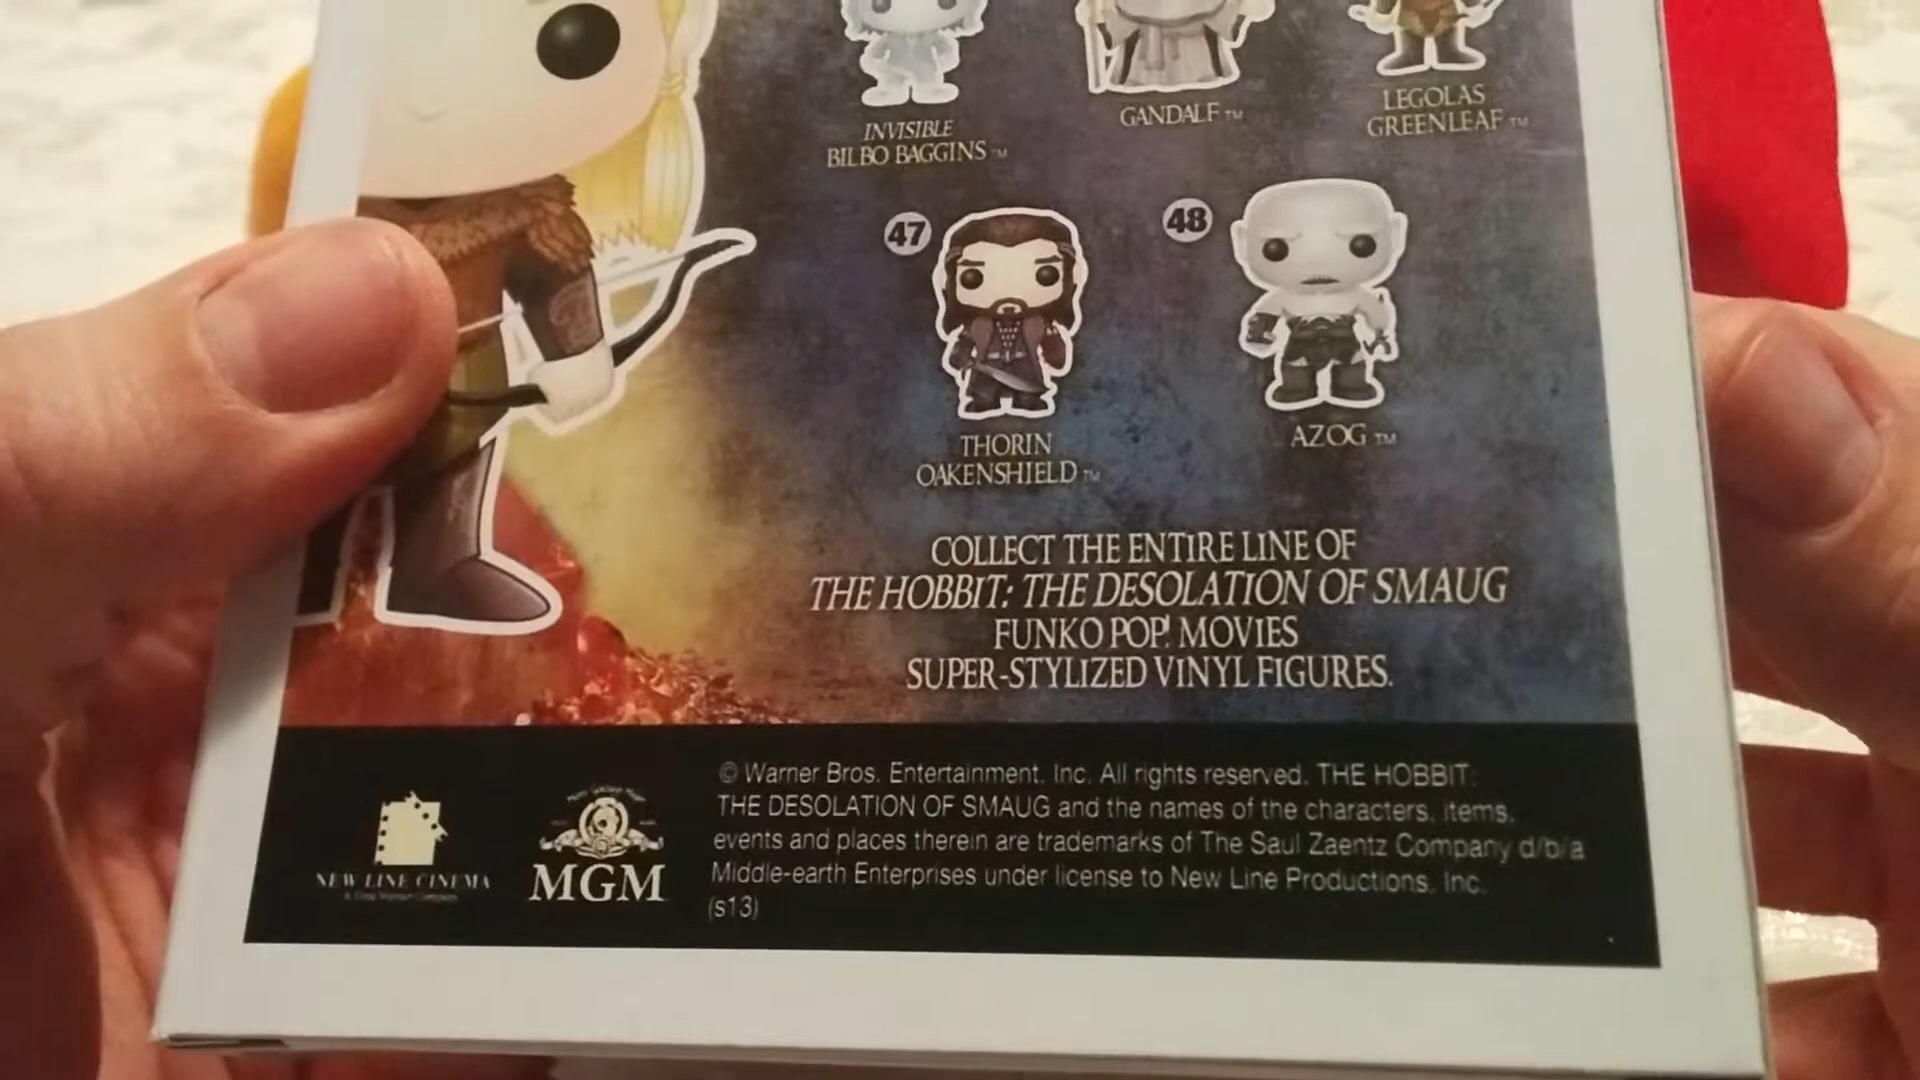 INVISIBLE
BILBO BAGGINS ™
GANDALF ™
LEGOLAS
GREENLEAF ™
47
48
THORIN
OAKENSHIELD ™
AZOG ™
COLLECT THE ENTIRE LINE OF
THE HOBBIT: THE DESOLATION OF SMAUG
FUNKO POP! MOVIES
SUPER-STYLIZED VINYL FIGURES.
NEW LINE CINEMA
MGM
© Warner Bros. Entertainment. Inc. All rights reserved. THE HOBBIT:
THE DESOLATION OF SMAUG and the names of the characters, items,
events and places therein are trademarks of The Saul Zaentz Company d/b/a
Middle-earth Enterprises under license to New Line Productions, Inc.
(s13)